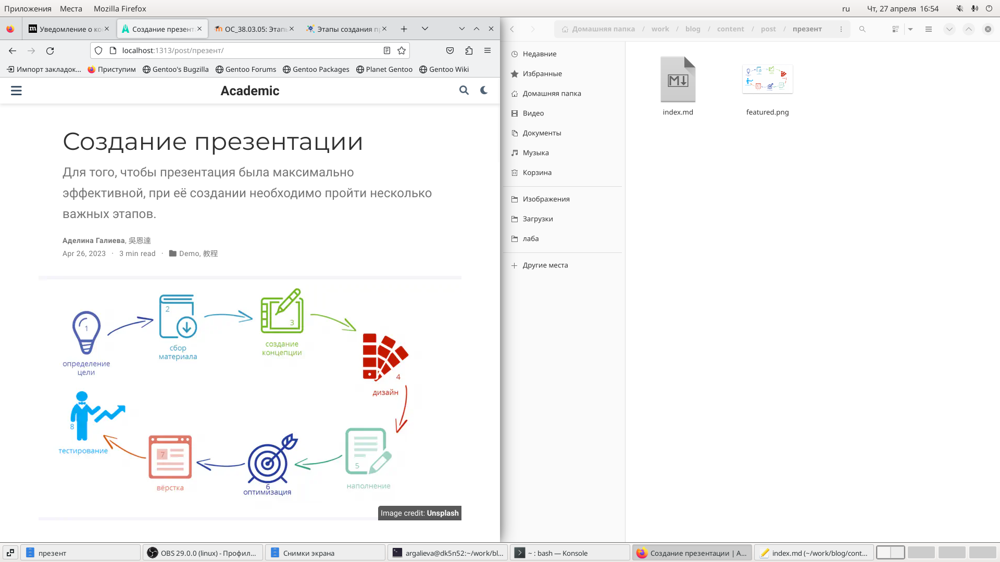 Приложения Места Mozilla Firefox ru Чт, 27 апреля 16:54
Уведомление о ко Создание презент ОС_38.03.05: Этап Этапы создания п
localhost:1313/post/презент/
Импорт закладок... Приступим Gentoo's Bugzilla Gentoo Forums Gentoo Packages Planet Gentoo Gentoo Wiki
Academic
Создание презентации
Для того, чтобы презентация была максимально
эффективной, при её создании необходимо пройти несколько
важных этапов.
Аделина Галиева, 吳恩達
Apr 26, 2023 · 3 min read · Demo, 教程
1
определение
цели
2
сбор
материала
3
создание
концепции
4
дизайн
5
наполнение
6
оптимизация
7
вёрстка
8
тестирование
Image credit: Unsplash
Домашняя папка / work / blog / content / post / презент
Недавние
Избранные
Домашняя папка
Видео
Документы
Музыка
Корзина
Изображения
Загрузки
лаба
Другие места
index.md
featured.png
презент OBS 29.0.0 (linux) - Профил... Снимки экрана argalieva@dk5n52:~/work/bl... ~ : bash — Konsole Создание презентации | A... index.md (~/work/blog/cont...